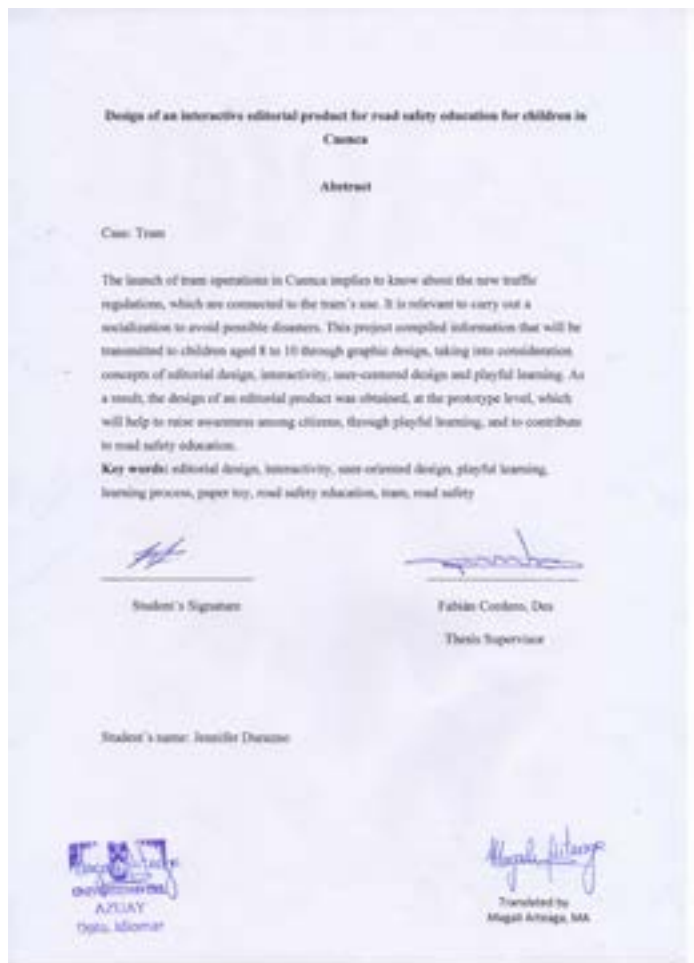 Design of an interactive editorial product for road safety education for children in
Cuenca
Abstract
Case: Tram
The launch of tram operations in Cuenca implies to know about the new traffic
regulations, which are connected to the tram's use. It is relevant to carry out a
socialization to avoid possible disasters. This project compiled information that will be
transmitted to children aged 8 to 10 through graphic design, taking into consideration
concepts of editorial design, interactivity, user-centered design and playful learning. As
a result, the design of an editorial product was obtained, at the prototype level, which
will help to raise awareness among citizens, through playful learning, and to contribute
to road safety education.
Key words: editorial design, interactivity, user-oriented design, playful learning,
learning process, paper toy, road safety education, tram, road safety
Student´s Signature
Fabián Cordero, Des
Thesis Supervisor
Student´s name: Jennifer
AZUAY
Dpto. Idiomas
Magali Arteaga
Translated by
Magali Arteaga, MA